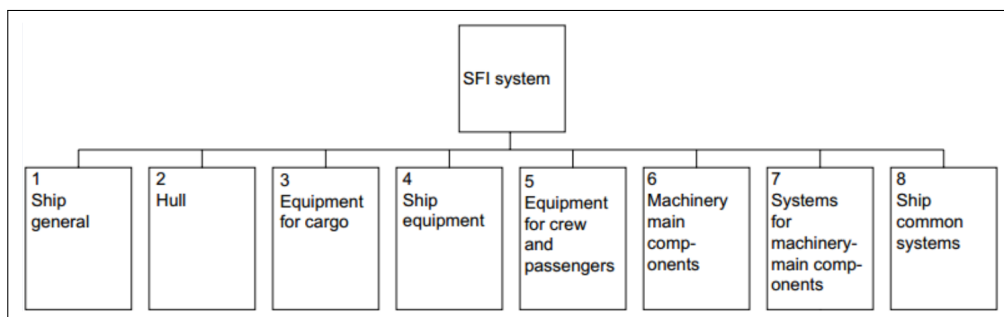 SFI system
1
Ship
general
2
Hull
3
Equipment
for cargo
4
Ship
equipment
5
Equipment
for crew
and
passengers
6
Machinery
main
comp-
onents
7
Systems
for
machinery-
main comp-
onents
8
Ship
common
systems